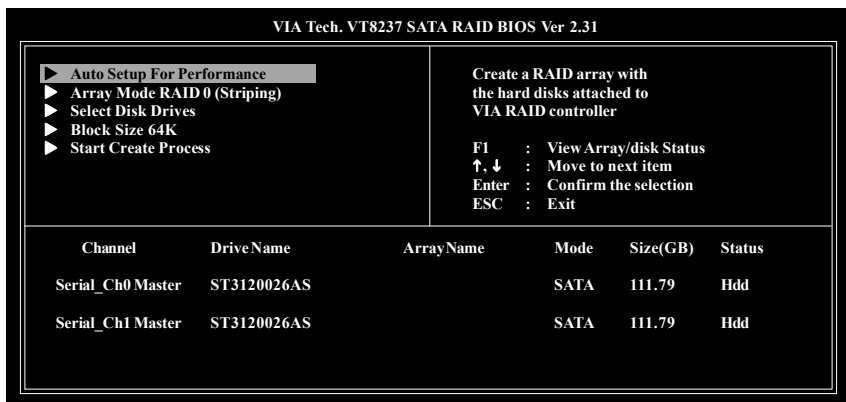 VIA Tech. VT8237 SATA RAID BIOS Ver 2.31
Auto Setup For Performance
Array Mode RAID 0 (Striping)
Select Disk Drives
Block Size 64K
Start Create Process
Create a RAID array with
the hard disks attached to
VIA RAID controller
F1 : View Array/disk Status
↑, ↓ : Move to next item
Enter : Confirm the selection
ESC : Exit
Channel Drive Name Array Name Mode Size(GB) Status
Serial_Ch0 Master ST3120026AS SATA 111.79 Hdd
Serial_Ch1 Master ST3120026AS SATA 111.79 Hdd